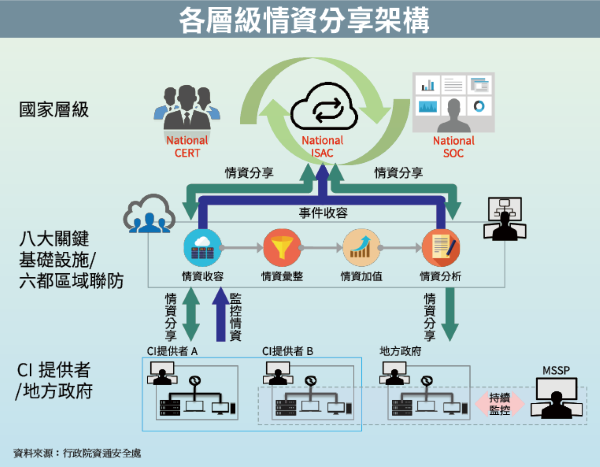 各層級情資分享架構
國家層級
National
CERT
National
ISAC
National
SOC
情資分享
情資分享
事件收容
八大關鍵
基礎設施/
六都區域聯防
情資收容
情資彙整
情資加值
情資分析
情資分享
監控情資
情資分享
CI 提供者
/地方政府
CI提供者 A
CI提供者 B
地方政府
MSSP
持續
監控
資料來源：行政院資通安全處